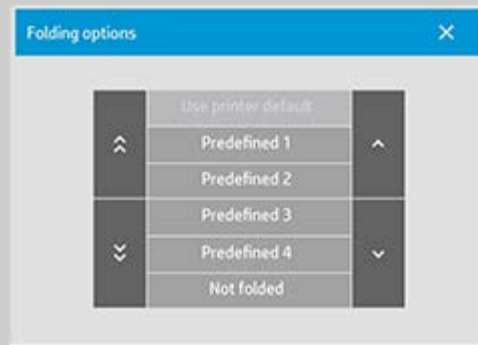 Folding options
Use printer default
Predefined 1
Predefined 2
Predefined 3
Predefined 4
Not folded